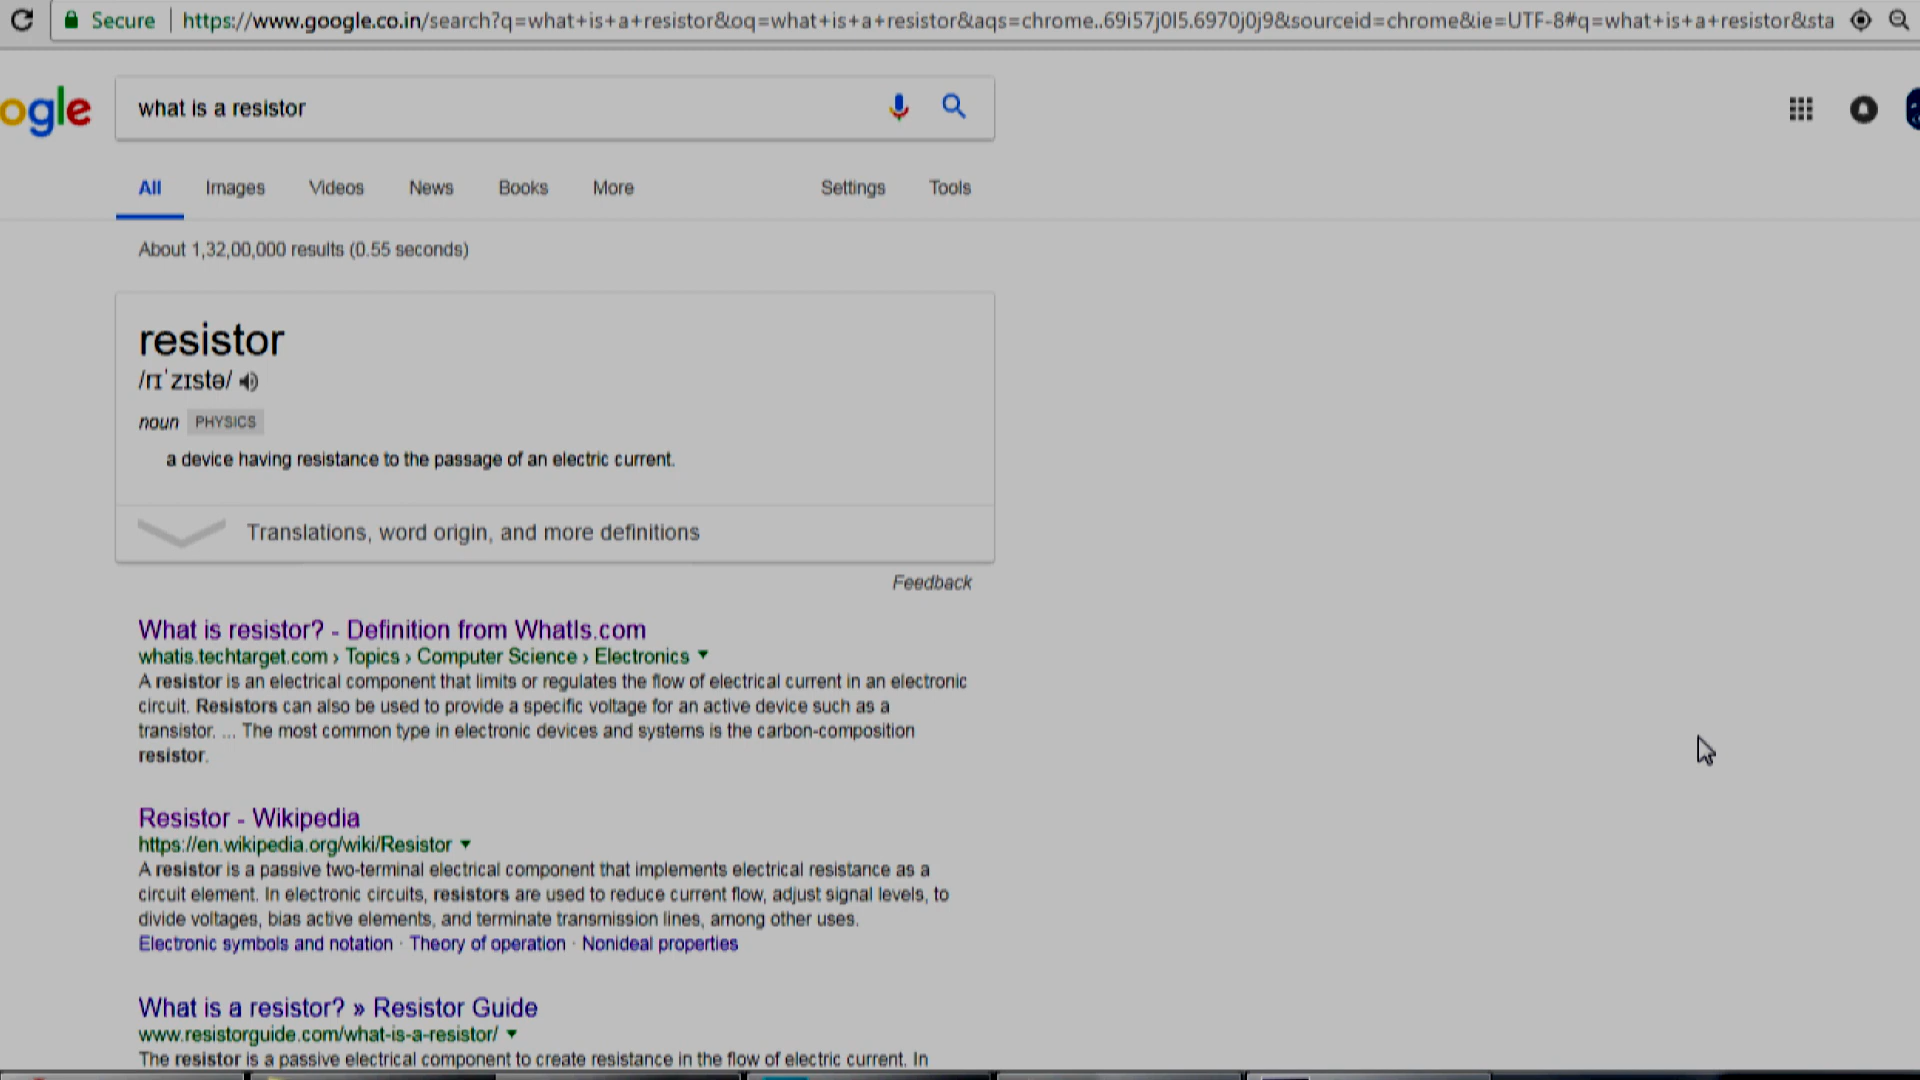 Secure https://www.google.co.in/search?q=what+is+a+resistor&oq=what+is+a+resistor&aqs=chrome..69i57j0l5.6970j0j9&sourceid=chrome&ie=UTF-8#q=what+is+a+resistor&sta
ogle what is a resistor
All Images Videos News Books More Settings Tools
About 1,32,00,000 results (0.55 seconds)
resistor
/rɪˈzɪstə/
noun PHYSICS
a device having resistance to the passage of an electric current.
Translations, word origin, and more definitions
Feedback
What is resistor? - Definition from WhatIs.com
whatis.techtarget.com › Topics › Computer Science › Electronics
A resistor is an electrical component that limits or regulates the flow of electrical current in an electronic
circuit. Resistors can also be used to provide a specific voltage for an active device such as a
transistor. ... The most common type in electronic devices and systems is the carbon-composition
resistor.
Resistor - Wikipedia
https://en.wikipedia.org/wiki/Resistor
A resistor is a passive two-terminal electrical component that implements electrical resistance as a
circuit element. In electronic circuits, resistors are used to reduce current flow, adjust signal levels, to
divide voltages, bias active elements, and terminate transmission lines, among other uses.
Electronic symbols and notation · Theory of operation · Nonideal properties
What is a resistor? » Resistor Guide
www.resistorguide.com/what-is-a-resistor/
The resistor is a passive electrical component to create resistance in the flow of electric current. In